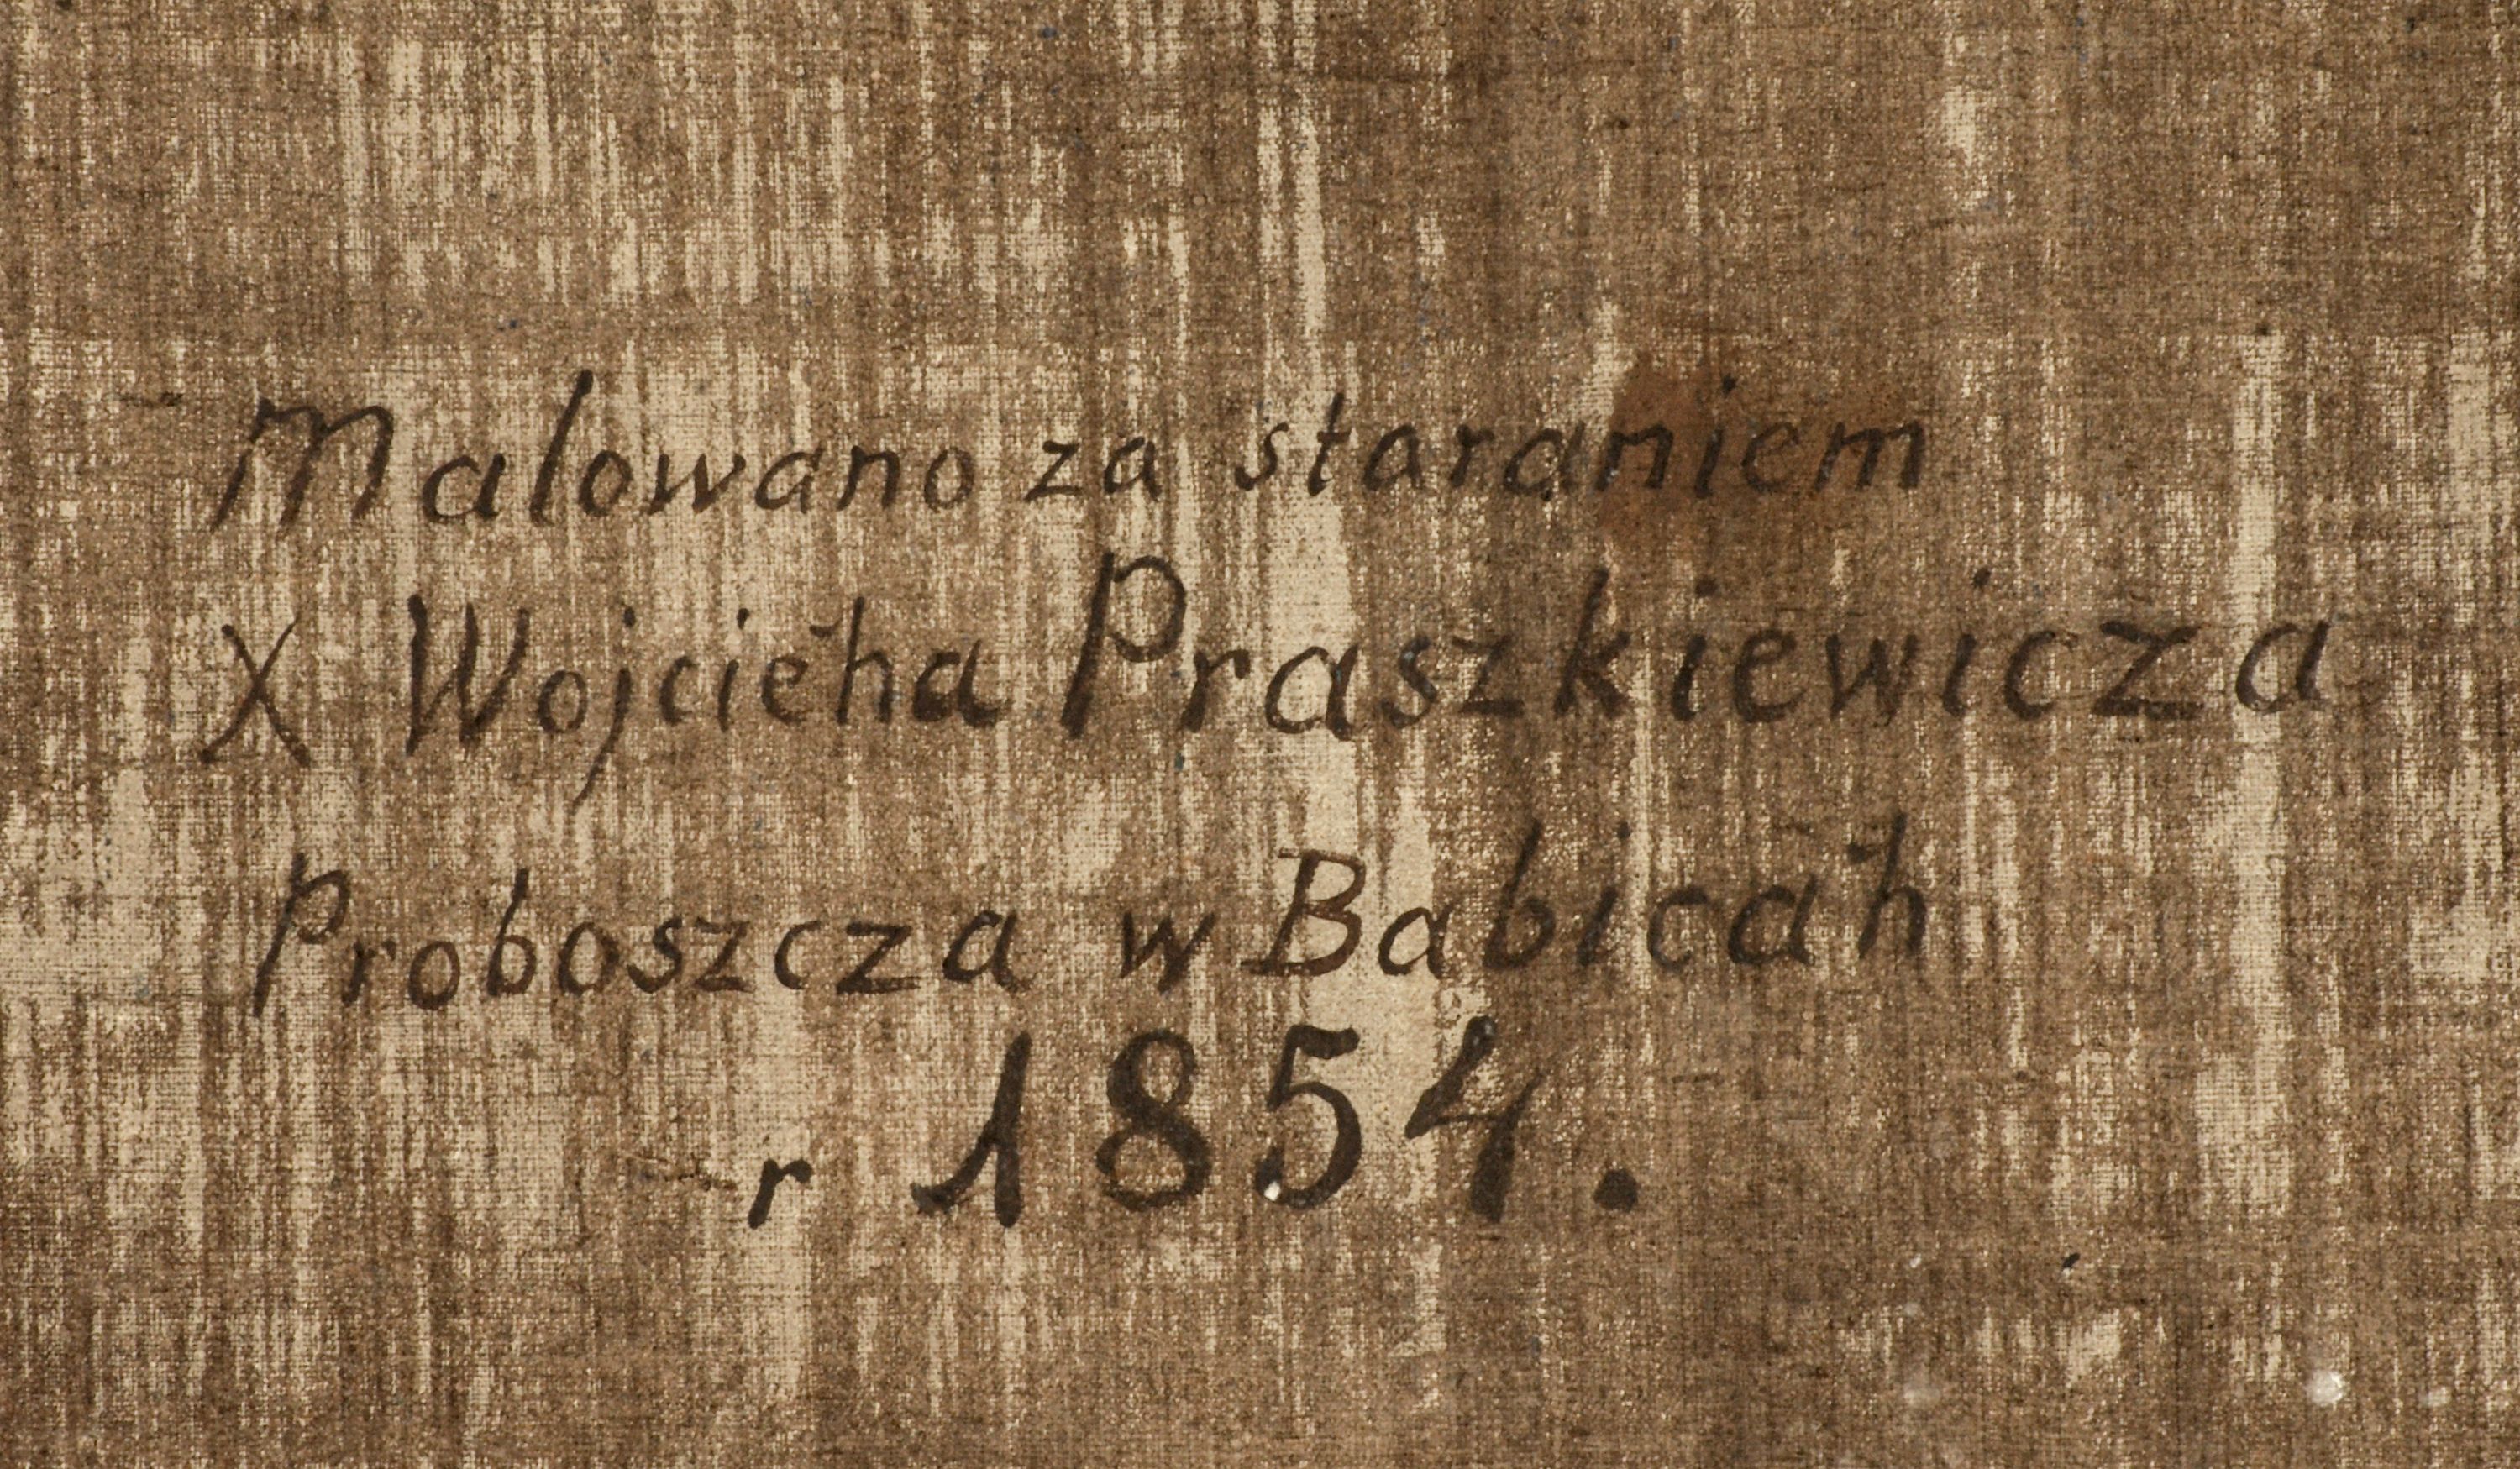 Malowano za staraniem
X Wojcieha Praszkiewicza
Proboszcza w Babicah
r 1854.